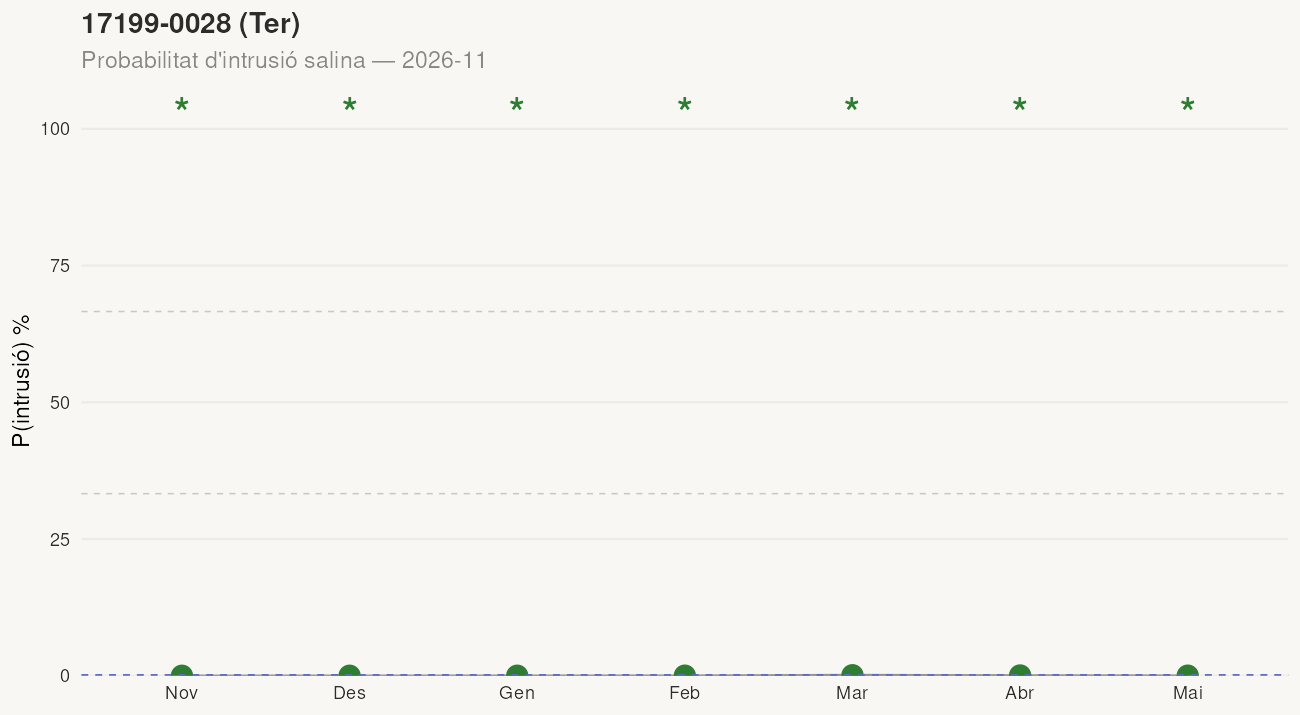 17199-0028 (Ter)
Probabilitat d'intrusió salina — 2026-11
* * * * * * *
100
75
50
25
0
P(intrusió) %
Nov Des Gen Feb Mar Abr Mai